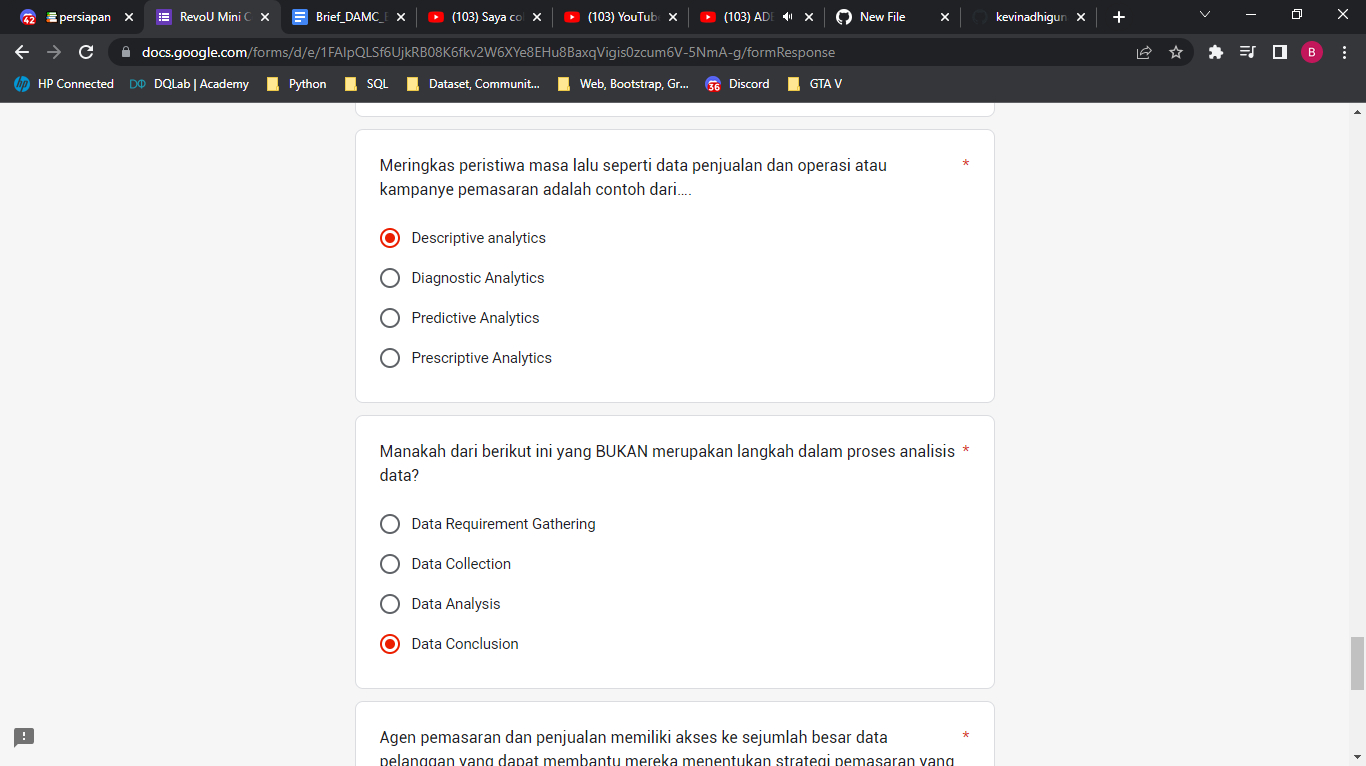 persiapan
RevoU Mini C
Brief_DAMC_E
(103) Saya co
(103) YouTub
(103) ADE
New File
kevinadhigun
docs.google.com/forms/d/e/1FAIpQLSf6UjkRB08K6fkv2W6XYe8EHu8BaxqVigis0zcum6V-5NmA-g/formResponse
B
HP Connected
DQLab | Academy
Python
SQL
Dataset, Communit...
Web, Bootstrap, Gr...
Discord
GTA V
Meringkas peristiwa masa lalu seperti data penjualan dan operasi atau *
kampanye pemasaran adalah contoh dari....
Descriptive analytics
Diagnostic Analytics
Predictive Analytics
Prescriptive Analytics
Manakah dari berikut ini yang BUKAN merupakan langkah dalam proses analisis *
data?
Data Requirement Gathering
Data Collection
Data Analysis
Data Conclusion
Agen pemasaran dan penjualan memiliki akses ke sejumlah besar data *
pelanggan yang dapat membantu mereka menentukan strategi pemasaran yang